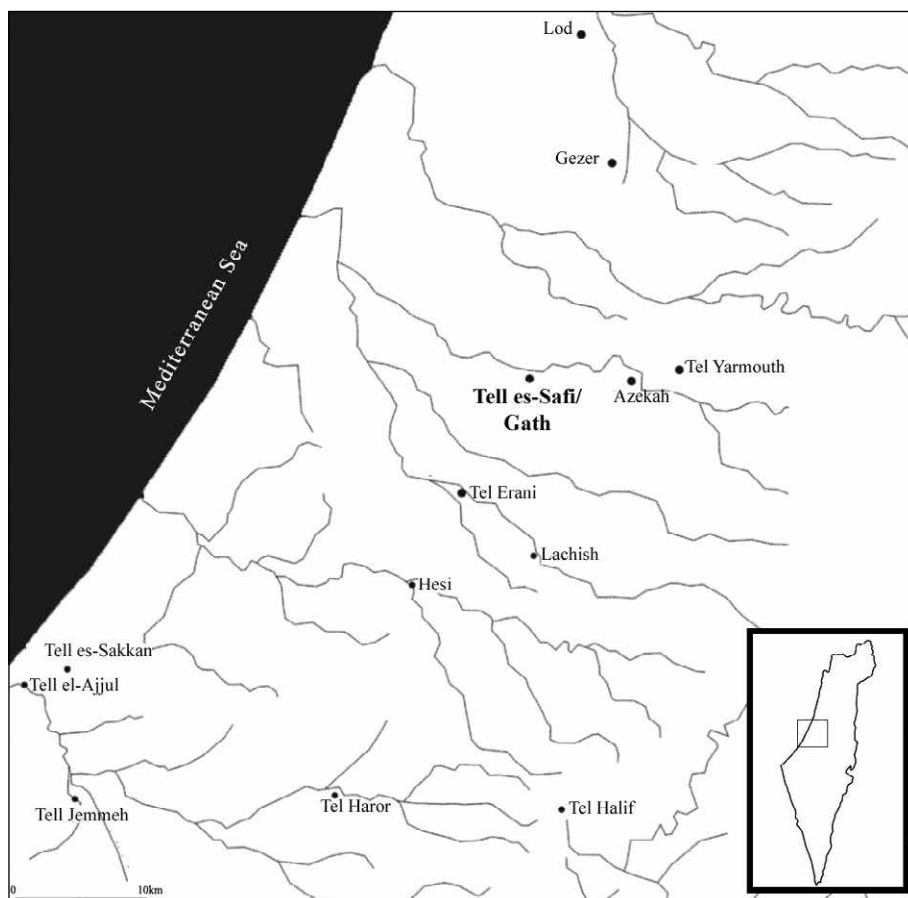 Lod
Gezer
Mediterranean Sea
Tel Yarmouth
Tell es-Safi/
Gath
Azekah
Tel Erani
Lachish
Hesi
Tell es-Sakkan
Tell el-Ajjul
Tell Jemmeh
Tel Haror
Tel Halif
0 10km